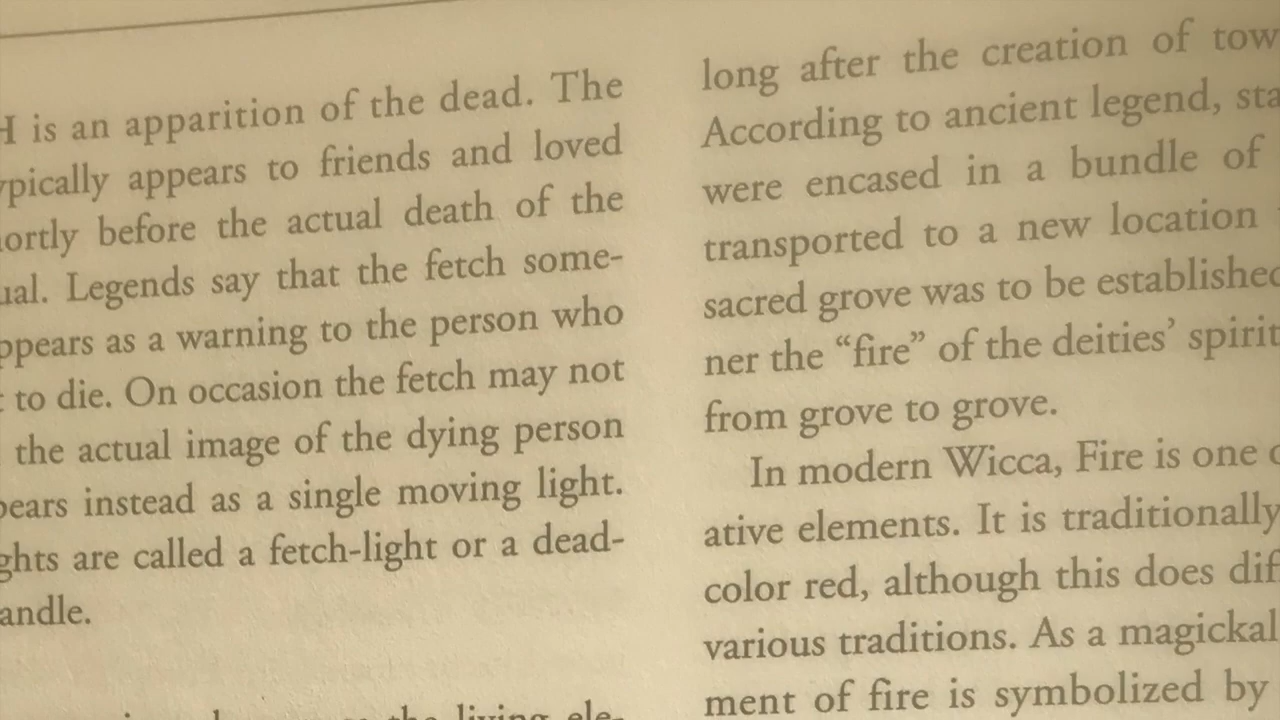 H is an apparition of the dead. The
ypically appears to friends and loved
ortly before the actual death of the
ual. Legends say that the fetch some-
ppears as a warning to the person who
to die. On occasion the fetch may not
the actual image of the dying person
pears instead as a single moving light.
ghts are called a fetch-light or a dead-
andle.
the living ele-
long after the creation of tow
According to ancient legend, sta
were encased in a bundle of
transported to a new location
sacred grove was to be established
ner the “fire” of the deities’ spirit
from grove to grove.
In modern Wicca, Fire is one
ative elements. It is traditionally
color red, although this does dif
various traditions. As a magickal
ment of fire is symbolized by